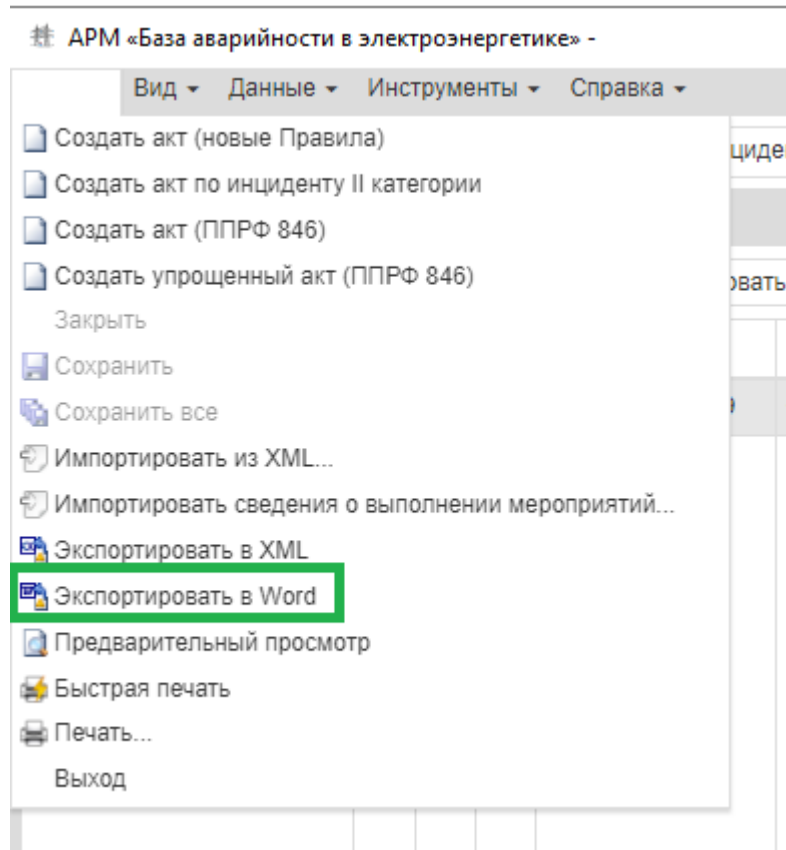 АРМ «База аварийности в электроэнергетике» -
Вид Данные Инструменты Справка
Создать акт (новые Правила)
Создать акт по инциденту II категории
Создать акт (ППРФ 846)
Создать упрощенный акт (ППРФ 846)
Закрыть
Сохранить
Сохранить все
Импортировать из XML...
Импортировать сведения о выполнении мероприятий...
Экспортировать в XML
Экспортировать в Word
Предварительный просмотр
Быстрая печать
Печать...
Выход